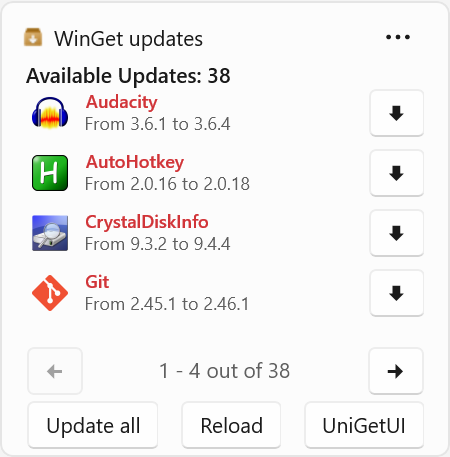 WinGet updates
Available Updates: 38
Audacity
From 3.6.1 to 3.6.4
AutoHotkey
From 2.0.16 to 2.0.18
CrystalDiskInfo
From 9.3.2 to 9.4.4
Git
From 2.45.1 to 2.46.1
1 - 4 out of 38
Update all
Reload
UniGetUI